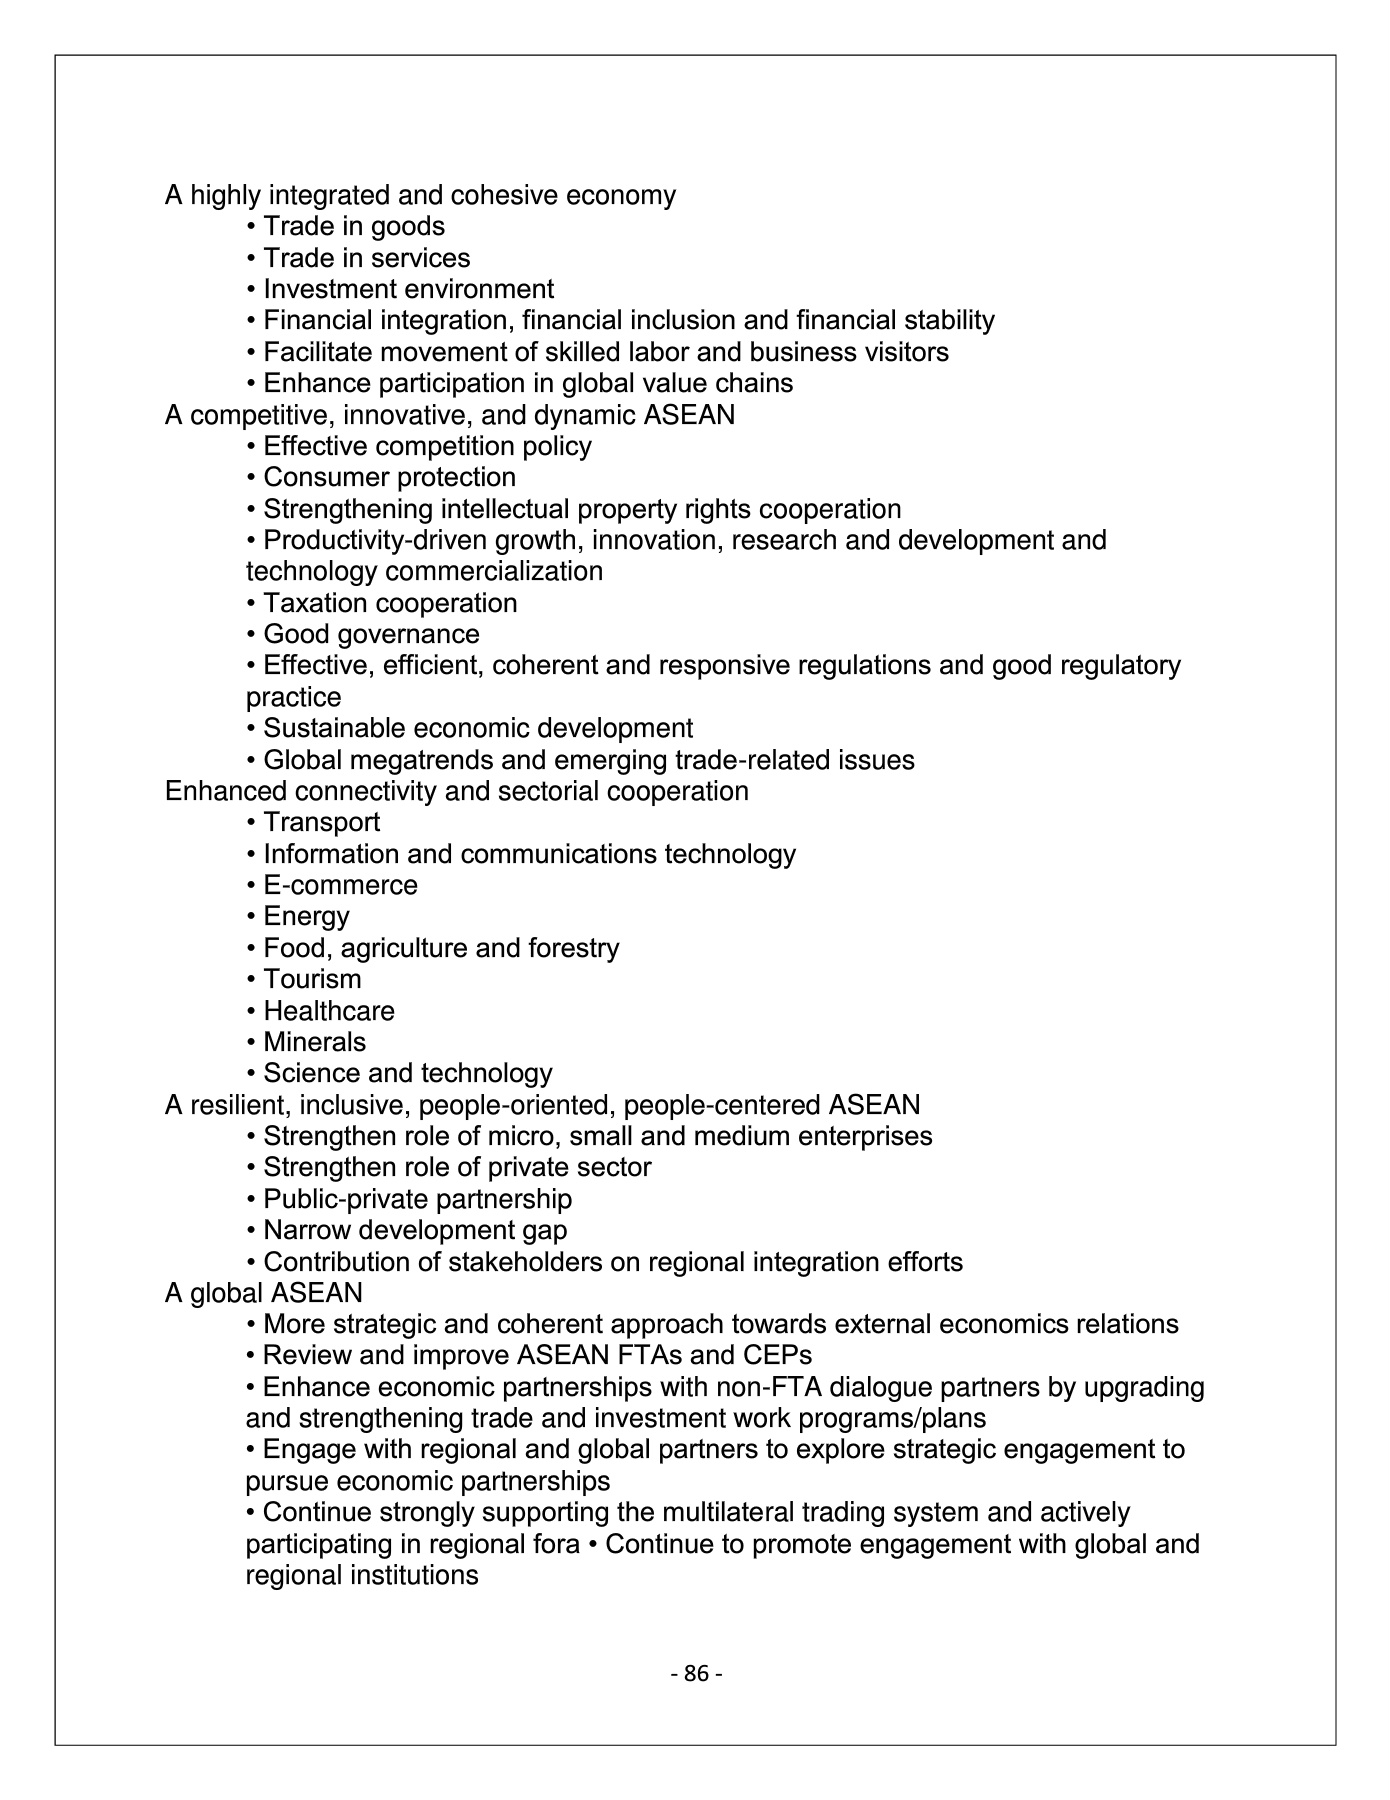 A highly integrated and cohesive economy
• Trade in goods
• Trade in services
• Investment environment
• Financial integration, financial inclusion and financial stability
• Facilitate movement of skilled labor and business visitors
• Enhance participation in global value chains
A competitive, innovative, and dynamic ASEAN
• Effective competition policy
• Consumer protection
• Strengthening intellectual property rights cooperation
• Productivity-driven growth, innovation, research and development and
technology commercialization
• Taxation cooperation
• Good governance
• Effective, efficient, coherent and responsive regulations and good regulatory
practice
• Sustainable economic development
• Global megatrends and emerging trade-related issues
Enhanced connectivity and sectorial cooperation
• Transport
• Information and communications technology
• E-commerce
• Energy
• Food, agriculture and forestry
• Tourism
• Healthcare
• Minerals
• Science and technology
A resilient, inclusive, people-oriented, people-centered ASEAN
• Strengthen role of micro, small and medium enterprises
• Strengthen role of private sector
• Public-private partnership
• Narrow development gap
• Contribution of stakeholders on regional integration efforts
A global ASEAN
• More strategic and coherent approach towards external economics relations
• Review and improve ASEAN FTAs and CEPs
• Enhance economic partnerships with non-FTA dialogue partners by upgrading
and strengthening trade and investment work programs/plans
• Engage with regional and global partners to explore strategic engagement to
pursue economic partnerships
• Continue strongly supporting the multilateral trading system and actively
participating in regional fora • Continue to promote engagement with global and
regional institutions
- 86 -